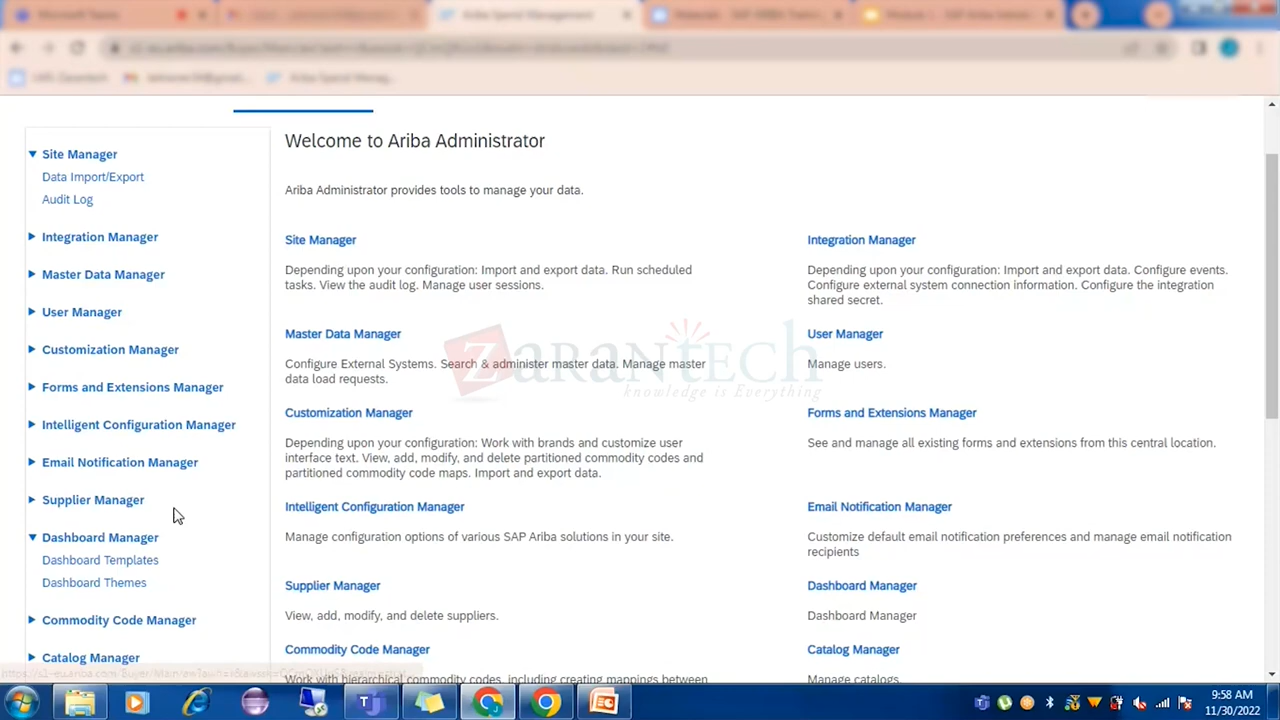 Site Manager
Data Import/Export
Audit Log
Integration Manager
Master Data Manager
User Manager
Customization Manager
Forms and Extensions Manager
Intelligent Configuration Manager
Email Notification Manager
Supplier Manager
Dashboard Manager
Dashboard Templates
Dashboard Themes
Commodity Code Manager
Catalog Manager
Welcome to Ariba Administrator
Ariba Administrator provides tools to manage your data.
Site Manager
Depending upon your configuration: Import and export data. Run scheduled
tasks. View the audit log. Manage user sessions.
Integration Manager
Depending upon your configuration: Import and export data. Configure events.
Configure external system connection information. Configure the integration
shared secret.
Master Data Manager
Configure External Systems. Search & administer master data. Manage master
data load requests.
User Manager
Manage users.
zarantech
knowledge is Everything
Customization Manager
Depending upon your configuration: Work with brands and customize user
interface text. View, add, modify, and delete partitioned commodity codes and
partitioned commodity code maps. Import and export data.
Forms and Extensions Manager
See and manage all existing forms and extensions from this central location.
Intelligent Configuration Manager
Manage configuration options of various SAP Ariba solutions in your site.
Email Notification Manager
Customize default email notification preferences and manage email notification
recipients
Supplier Manager
View, add, modify, and delete suppliers.
Dashboard Manager
Dashboard Manager
Commodity Code Manager
Work with hierarchical commodity codes, including creating mappings between
Catalog Manager
Manage catalogs.
9:58 AM
11/30/2022